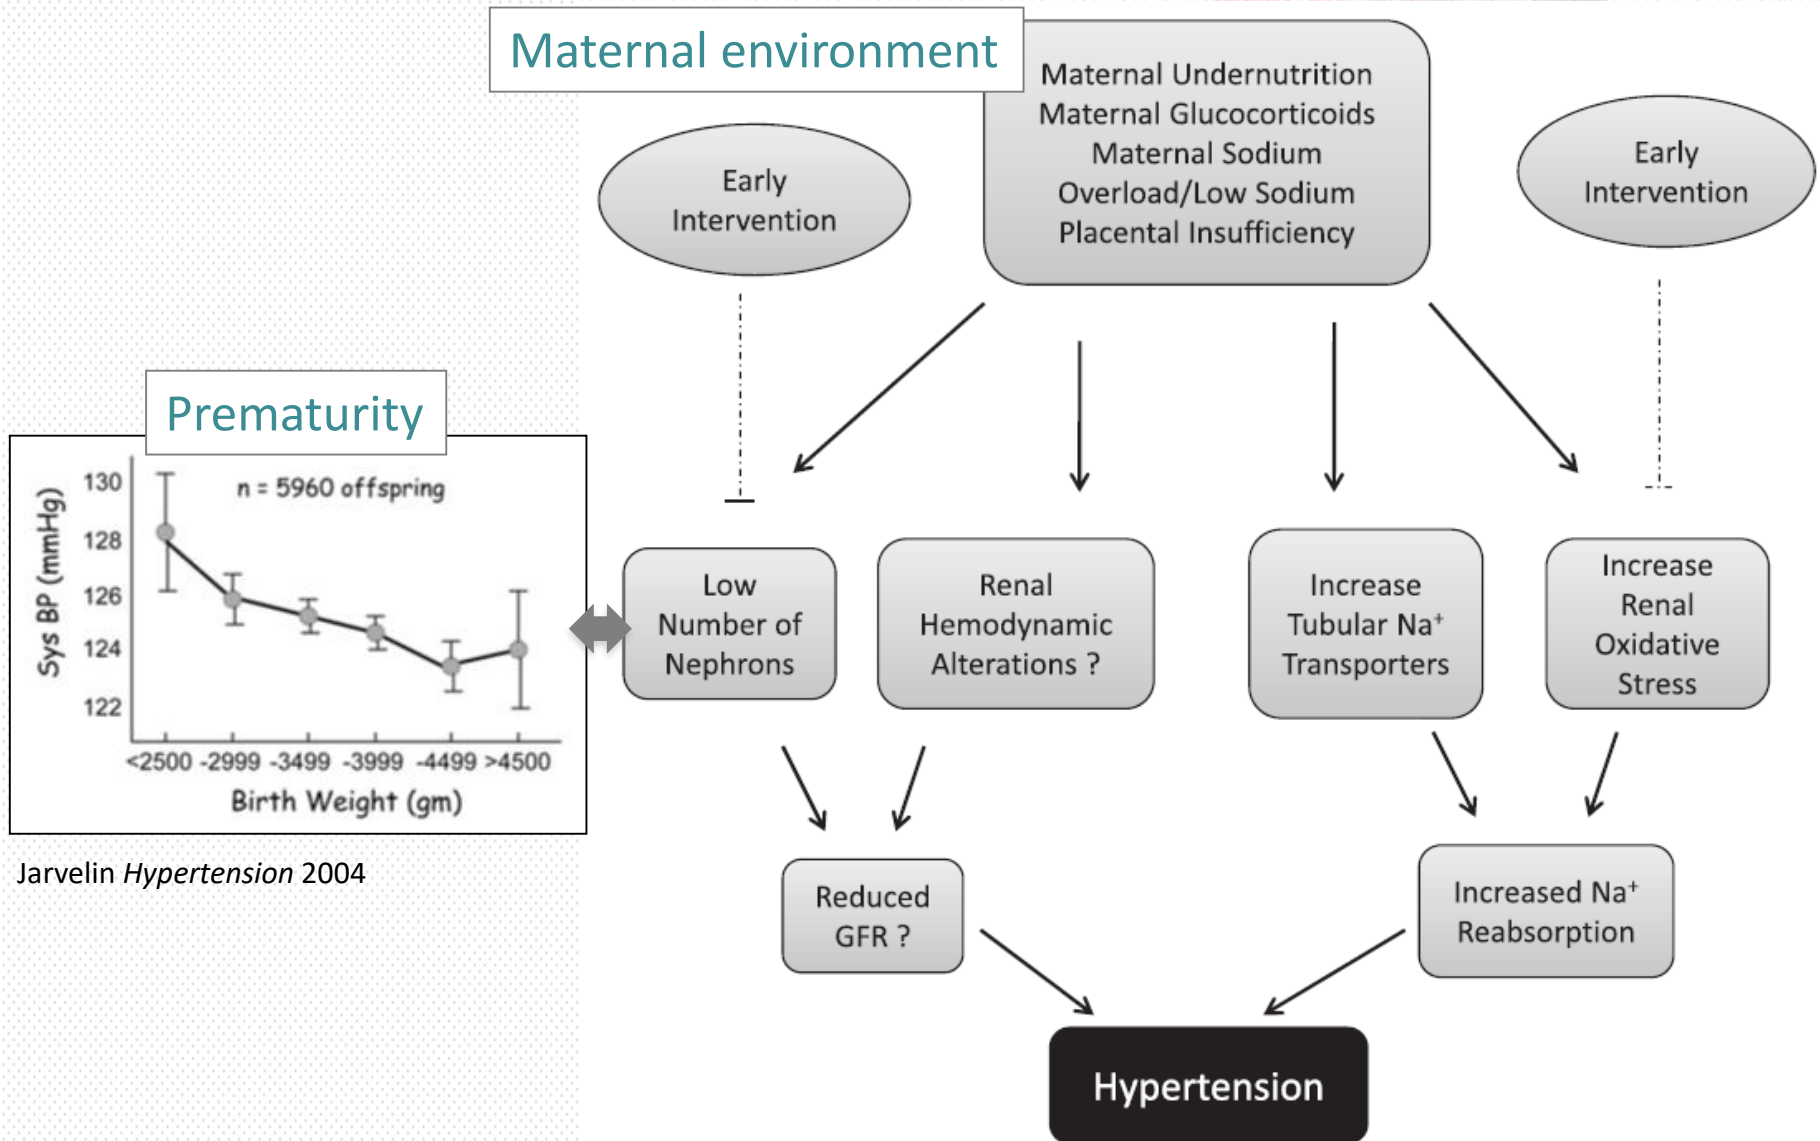 Maternal environment
Maternal Undernutrition
Maternal Glucocorticoids
Maternal Sodium
Overload/Low Sodium
Placental Insufficiency
Early
Intervention
Early
Intervention
Prematurity
n = 5960 offspring
Sys BP (mmHg)
130
128
126
124
122
<2500 -2999 -3499 -3999 -4499 >4500
Birth Weight (gm)
Jarvelin Hypertension 2004
Low
Number of
Nephrons
Renal
Hemodynamic
Alterations ?
Increase
Tubular Na⁺
Transporters
Increase
Renal
Oxidative
Stress
Reduced
GFR ?
Increased Na⁺
Reabsorption
Hypertension